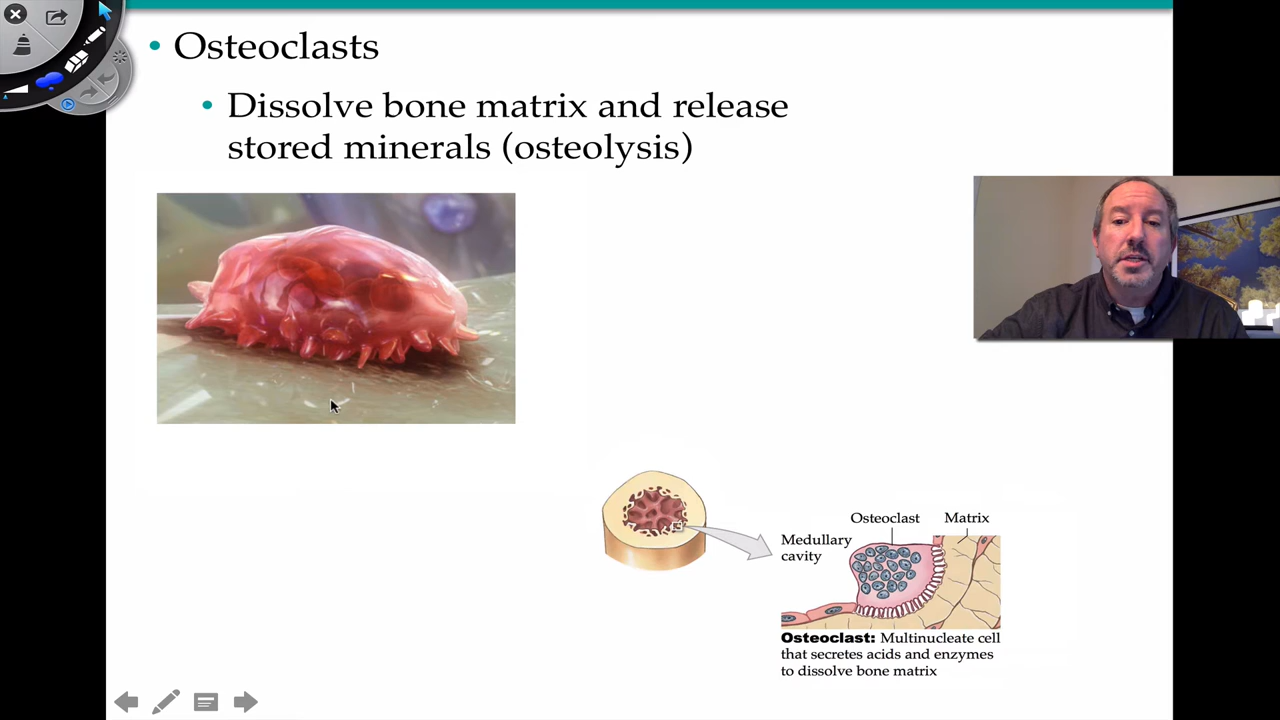 • Osteoclasts
• Dissolve bone matrix and release
stored minerals (osteolysis)
Osteoclast Matrix
Medullary
cavity
Osteoclast: Multinucleate cell
that secretes acids and enzymes
to dissolve bone matrix